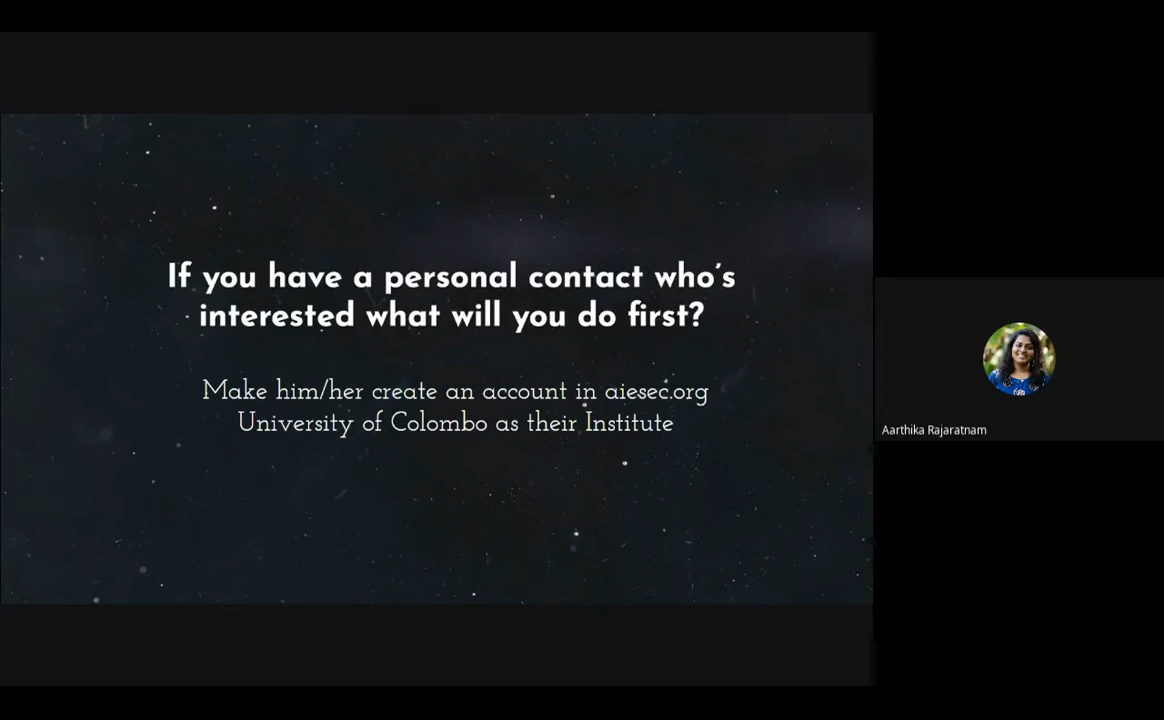 If you have a personal contact who's
interested what will you do first?
Make him/her create an account in aiesec.org
University of Colombo as their Institute
Aarthika Rajaratnam